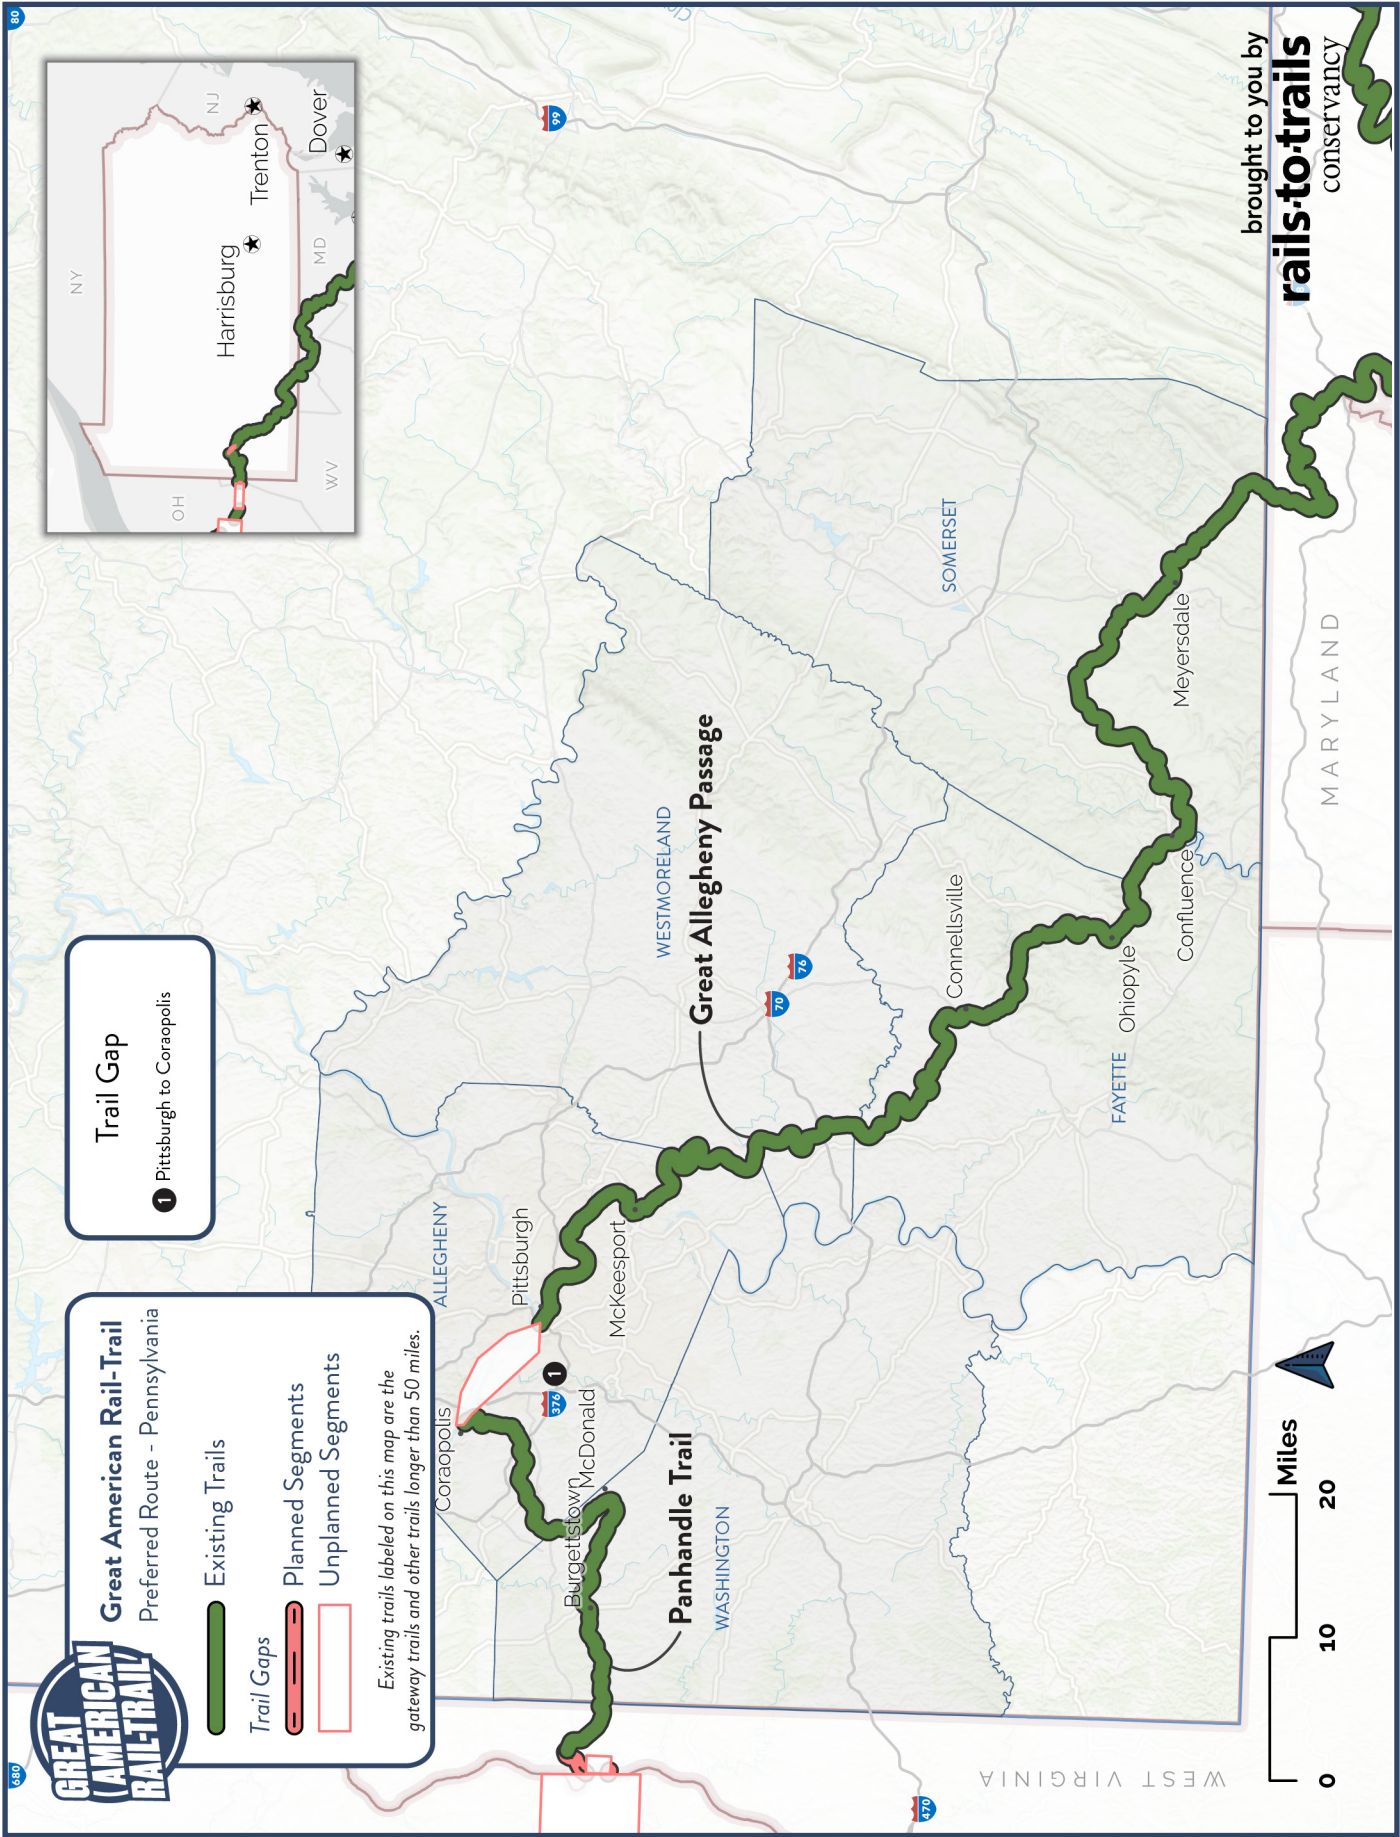 GREAT
AMERICAN
RAIL-TRAIL
Great American Rail-Trail
Preferred Route - Pennsylvania
Existing Trails
Trail Gaps
Planned Segments
Unplanned Segments
Existing trails labeled on this map are the
gateway trails and other trails longer than 50 miles.
Trail Gap
1 Pittsburgh to Coraopolis
NY
NJ
OH
WV
MD
Harrisburg
Trenton
Dover
680
80
99
376
70
76
470
ALLEGHENY
WESTMORELAND
SOMERSET
FAYETTE
WASHINGTON
Coraopolis
Pittsburgh
1
McKeesport
McDonald
Burgettstown
Panhandle Trail
Great Allegheny Passage
Connellsville
Ohiopyle
Confluence
Meyersdale
WEST VIRGINIA
MARYLAND
0 10 20
Miles
brought to you by
rails·to·trails
conservancy